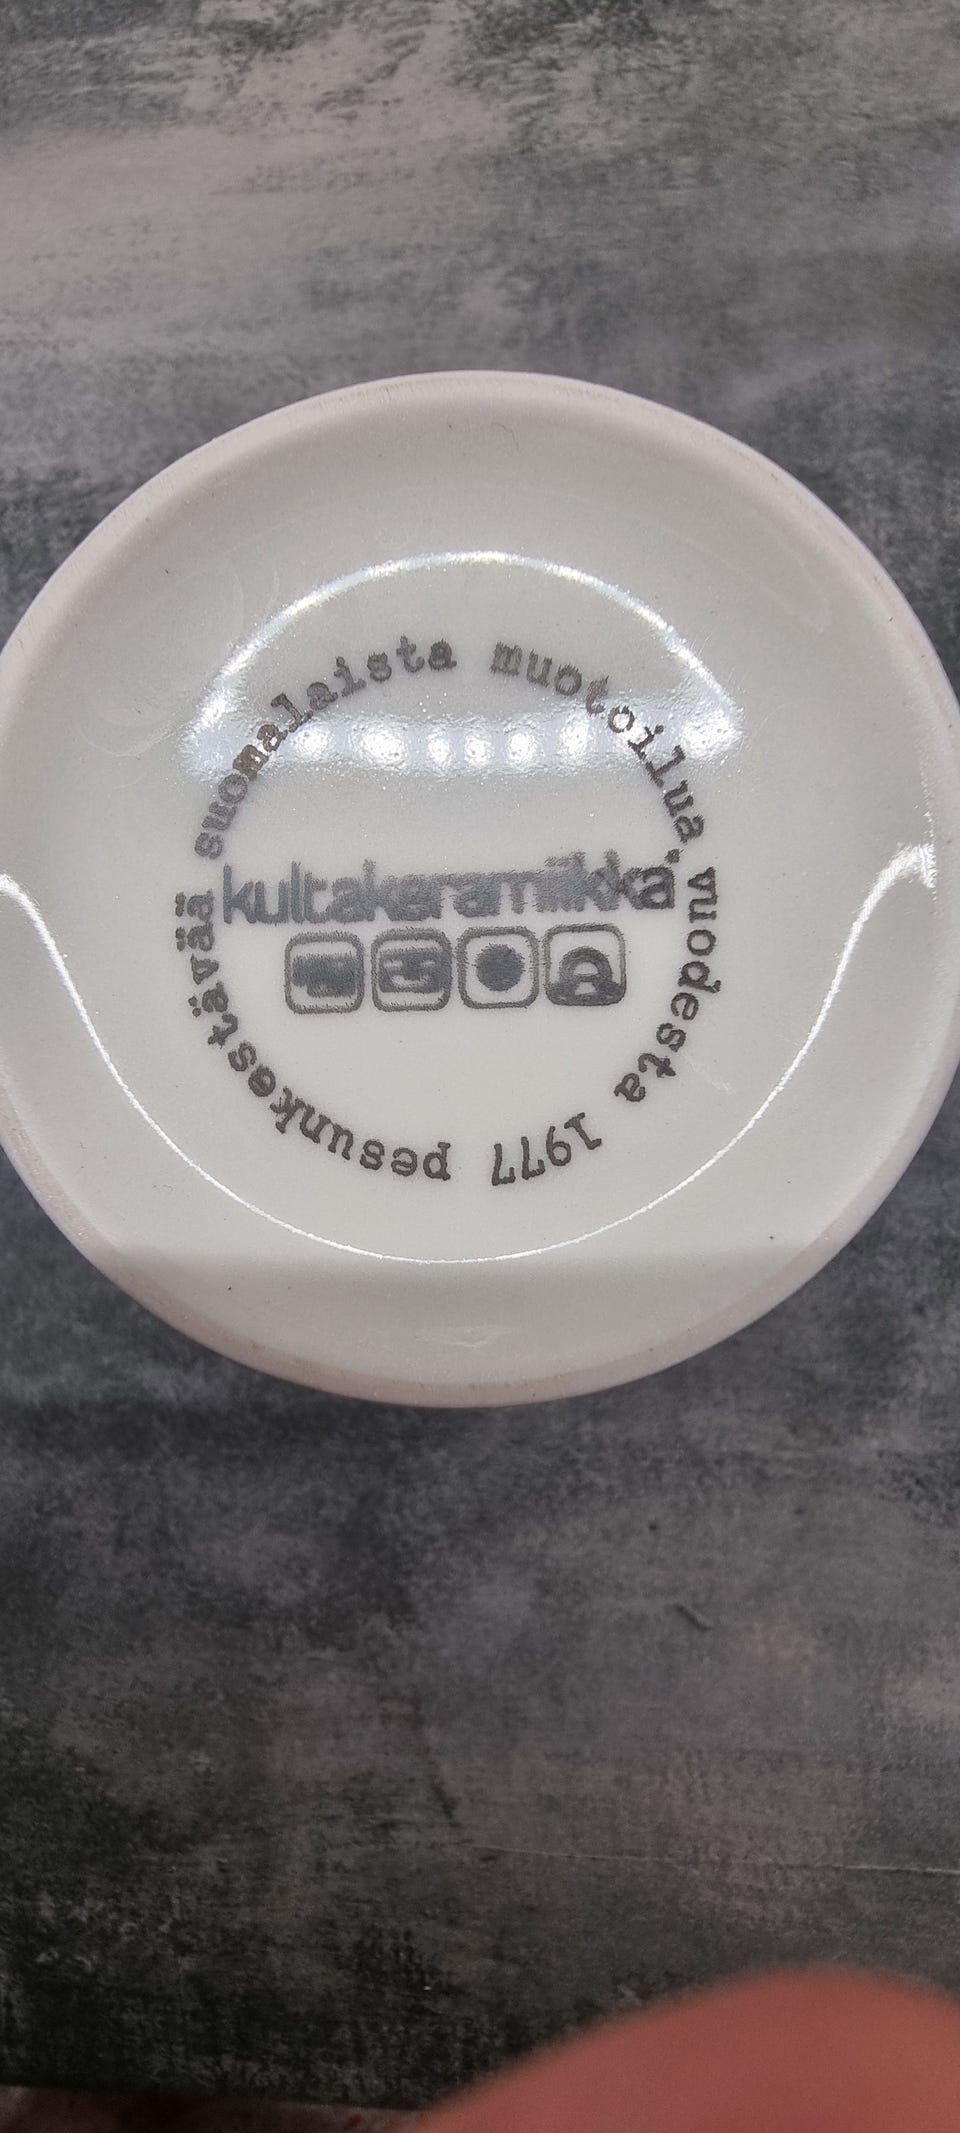 suomalaista muotoilua vuodesta 1977 pesunkestävää
kultakeramiikka